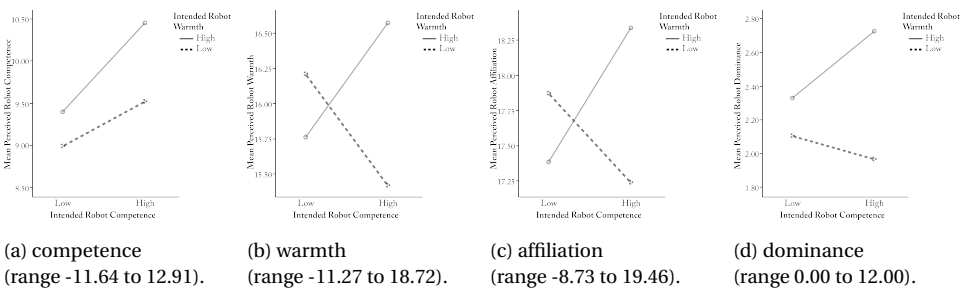 Mean Perceived Robot Competence
10.50
10.00
9.50
9.00
8.50
Low
High
Intended Robot Competence
Intended Robot
Warmth
High
Low
(a) competence
(range -11.64 to 12.91).
Mean Perceived Robot Warmth
16.50
16.25
16.00
15.75
15.50
Low
High
Intended Robot Competence
Intended Robot
Warmth
High
Low
(b) warmth
(range -11.27 to 18.72).
Mean Perceived Robot Affiliation
18.25
18.00
17.75
17.50
17.25
Low
High
Intended Robot Competence
Intended Robot
Warmth
High
Low
(c) affiliation
(range -8.73 to 19.46).
Mean Perceived Robot Dominance
2.80
2.60
2.40
2.20
2.00
1.80
Low
High
Intended Robot Competence
Intended Robot
Warmth
High
Low
(d) dominance
(range 0.00 to 12.00).